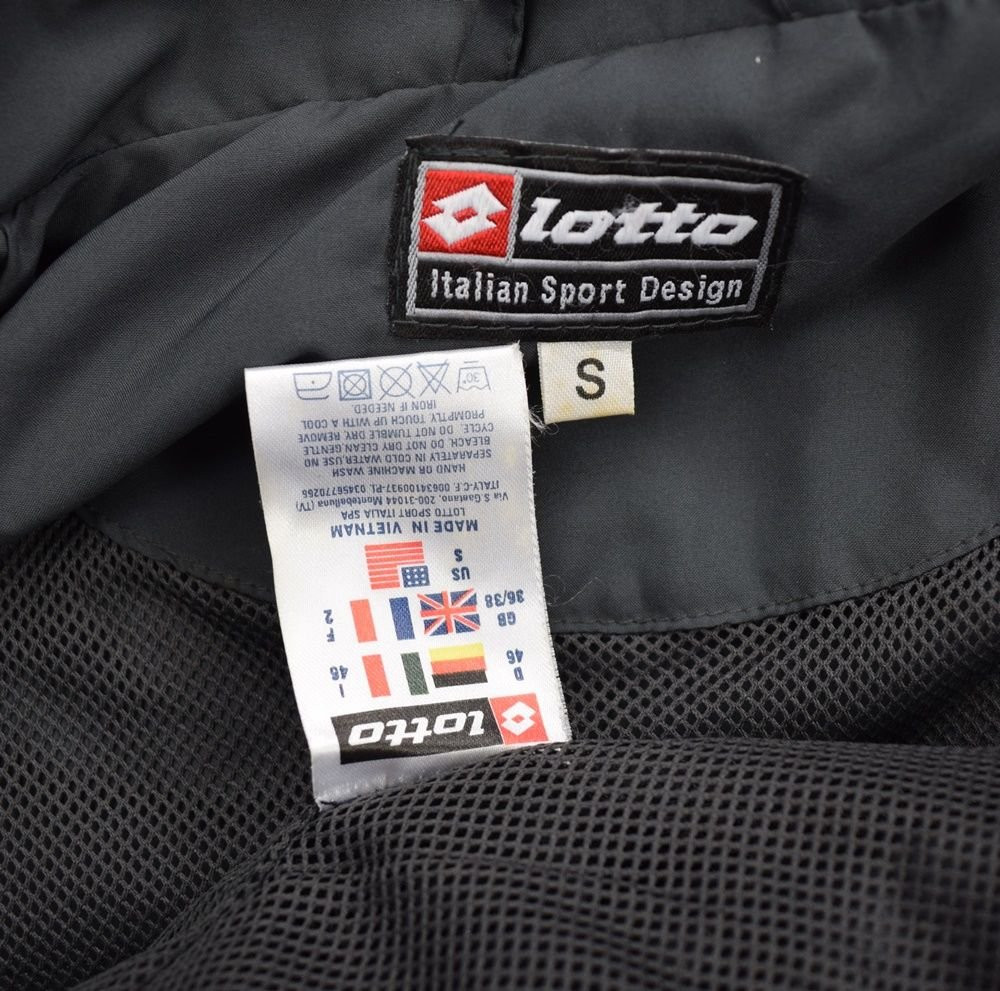 lotto
Italian Sport Design
S
lotto
D 46
I 46
GB 36/38
F 2
US S
MADE IN VIETNAM
LOTTO SPORT ITALIA SPA
Via S.Gaetano, 200-31044 Montebelluna (TV)
ITALY-C.F. 00634100937-P.I. 03456770265
HAND OR MACHINE WASH
SEPARATELY IN COLD WATER,USE NO
BLEACH, DO NOT DRY CLEAN,GENTLE
CYCLE. DO NOT TUMBLE DRY, REMOVE
PROMPTLY. TOUCH UP WITH A COOL
IRON IF NEEDED.
30°